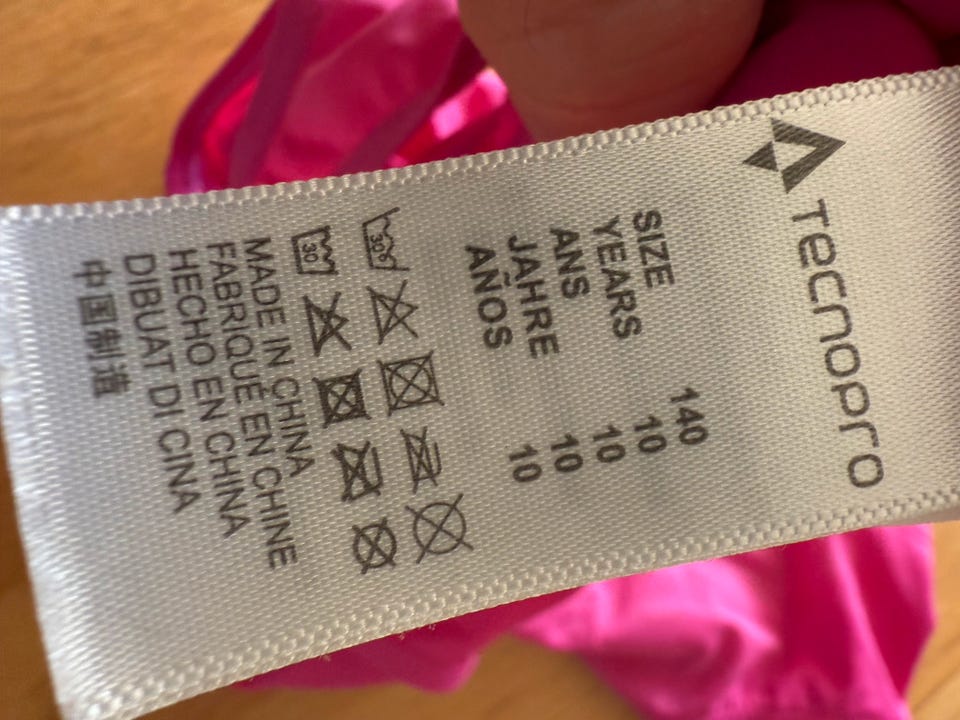 TECNOPRO
SIZE 140
YEARS 10
ANS 10
JAHRE 10
AÑOS 10
30°
30
MADE IN CHINA
FABRIQUÉ EN CHINE
HECHO EN CHINA
DIBUAT DI CINA
中国制造